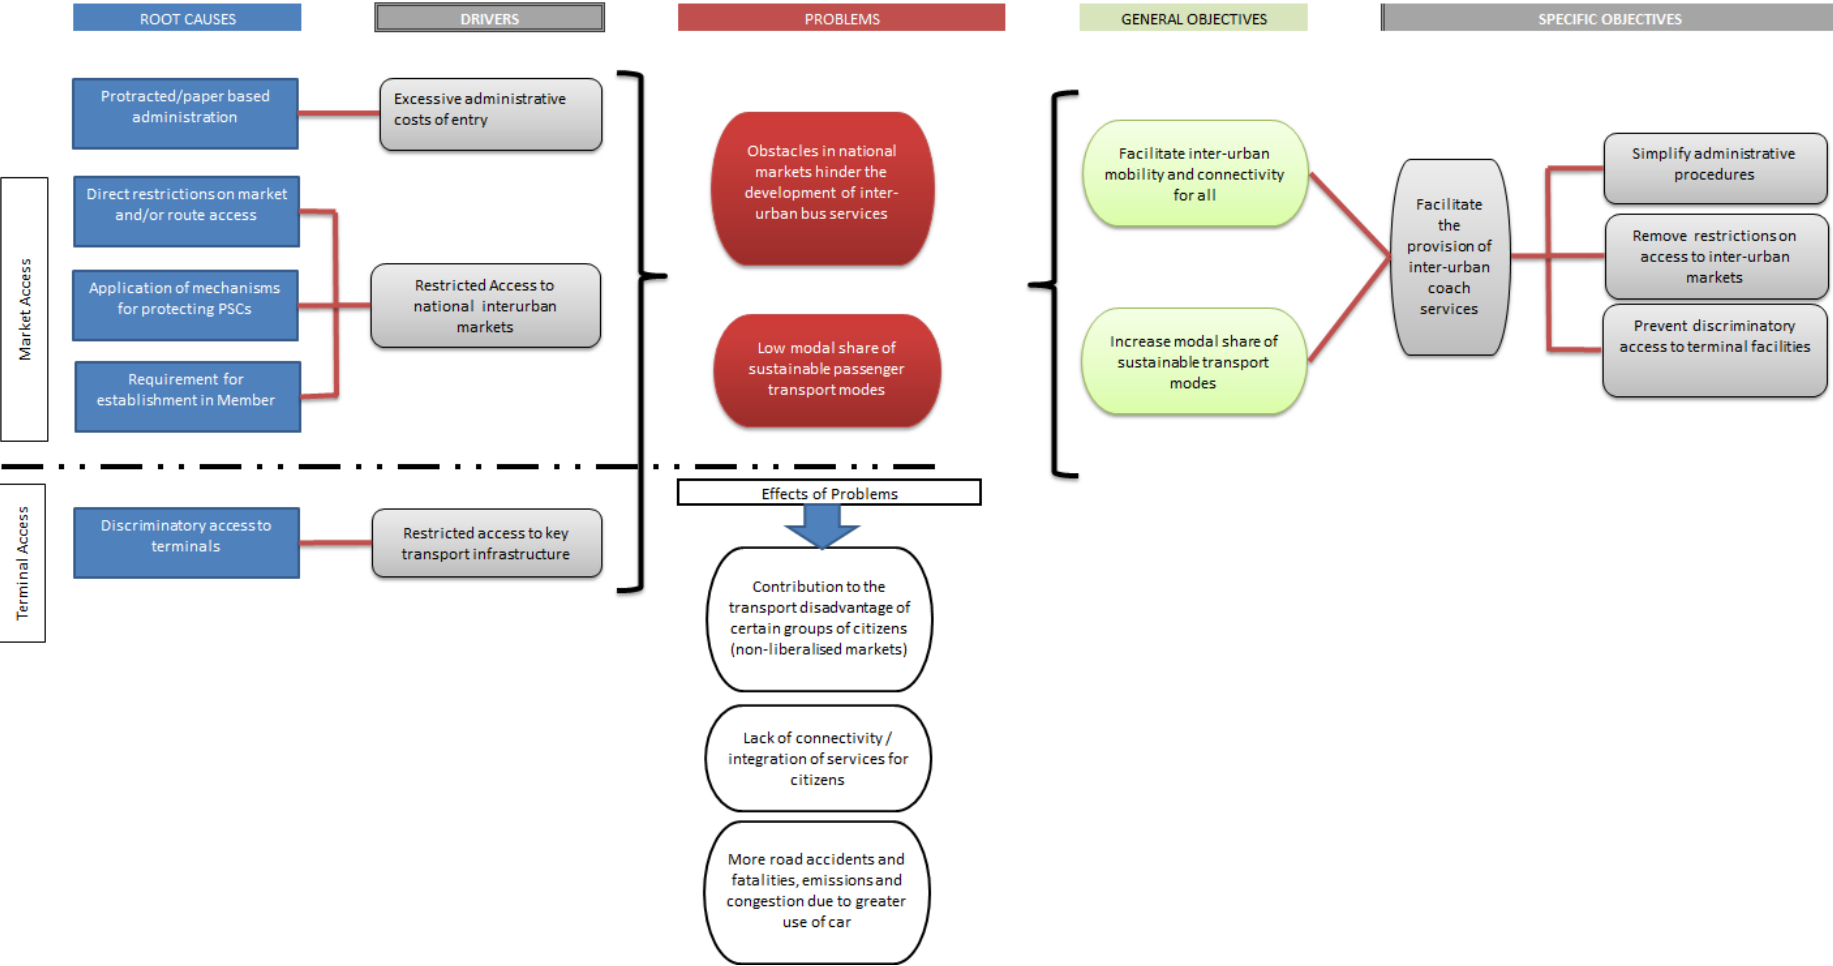 ROOT CAUSES
DRIVERS
PROBLEMS
GENERAL OBJECTIVES
SPECIFIC OBJECTIVES
Market Access
Protracted/paper based
administration
Direct restrictions on market
and/or route access
Application of mechanisms
for protecting PSCs
Requirement for
establishment in Member
Excessive administrative
costs of entry
Restricted Access to
national interurban
markets
Terminal Access
Discriminatory access to
terminals
Restricted access to key
transport infrastructure
Obstacles in national
markets hinder the
development of inter-
urban bus services
Low modal share of
sustainable passenger
transport modes
Effects of Problems
Contribution to the
transport disadvantage of
certain groups of citizens
(non-liberalised markets)
Lack of connectivity /
integration of services for
citizens
More road accidents and
fatalities, emissions and
congestion due to greater
use of car
Facilitate inter-urban
mobility and connectivity
for all
Increase modal share of
sustainable transport
modes
Facilitate
the
provision of
inter-urban
coach
services
Simplify administrative
procedures
Remove restrictions on
access to inter-urban
markets
Prevent discriminatory
access to terminal facilities